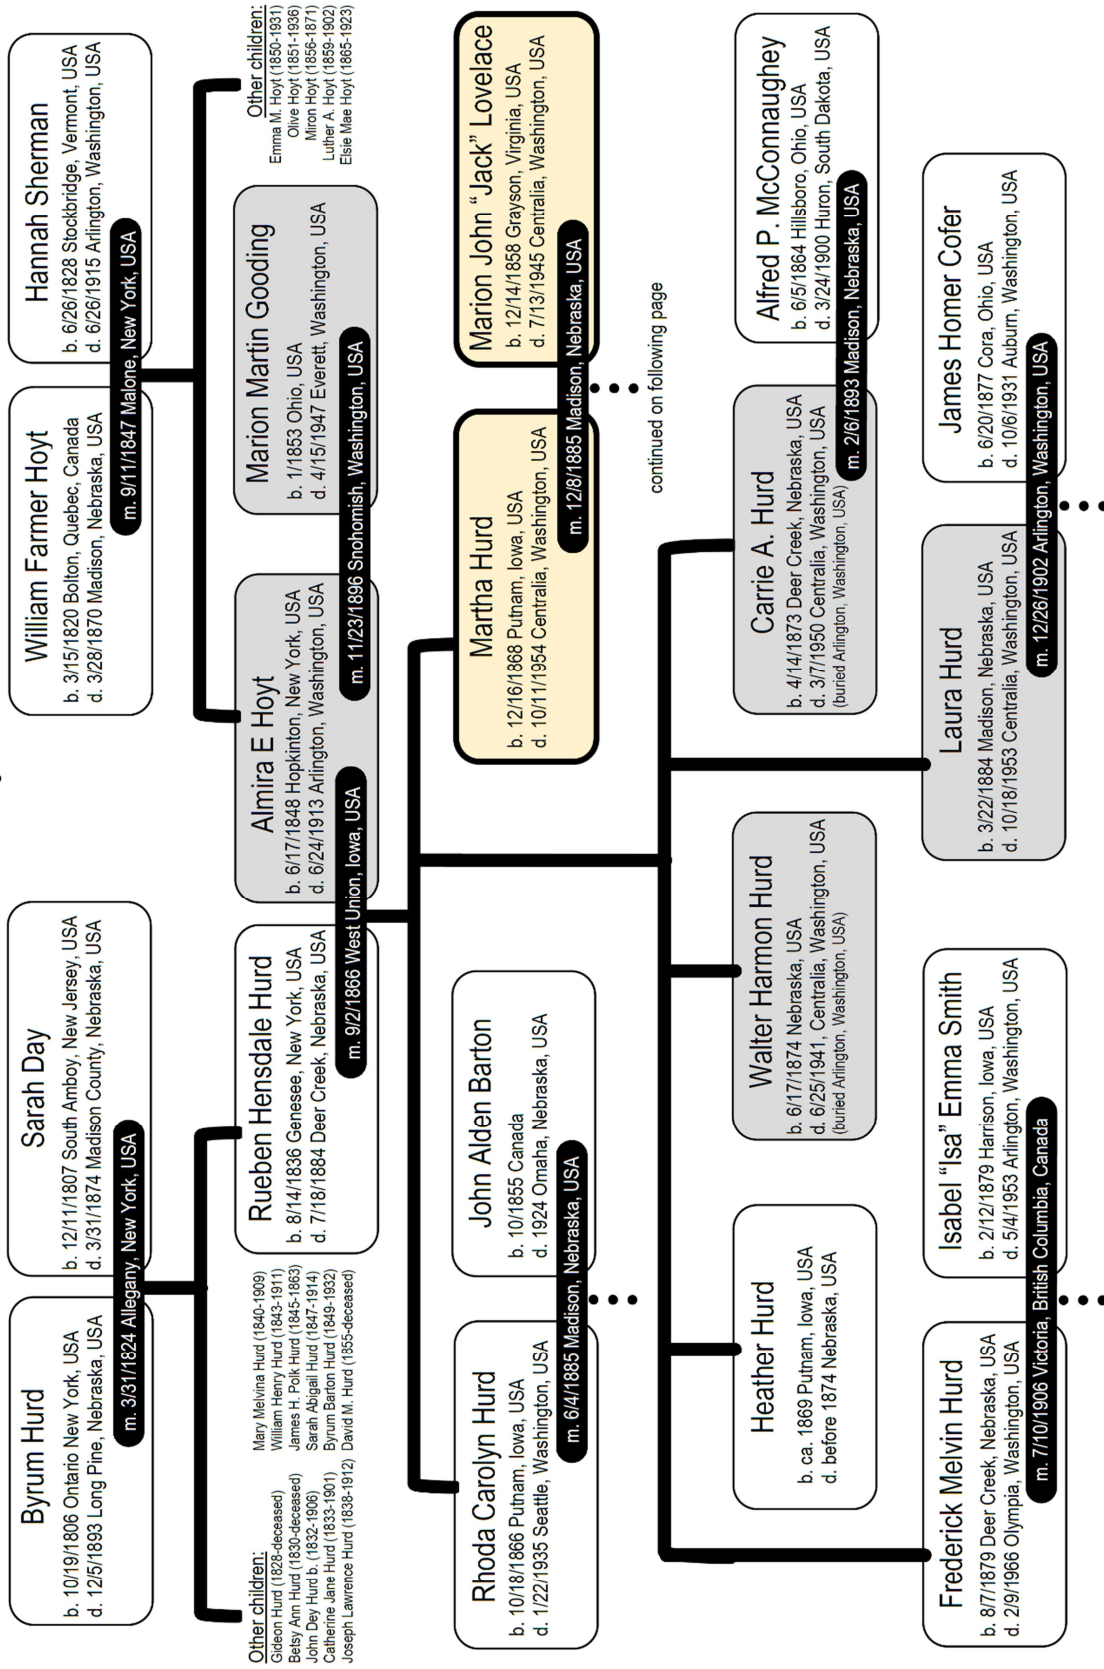 Byrum Hurd
b. 10/19/1806 Ontario New York, USA
d. 12/5/1893 Long Pine, Nebraska, USA
Sarah Day
b. 12/11/1807 South Amboy, New Jersey, USA
d. 3/31/1874 Madison County, Nebraska, USA
m. 3/31/1824 Allegany, New York, USA
William Farmer Hoyt
b. 3/15/1820 Bolton, Quebec, Canada
d. 3/28/1870 Madison, Nebraska, USA
Hannah Sherman
b. 6/26/1828 Stockbridge, Vermont, USA
d. 6/26/1915 Arlington, Washington, USA
m. 9/11/1847 Malone, New York, USA
Other children:
Gideon Hurd (1828-deceased)
Betsy Ann Hurd (1830-deceased)
John Dey Hurd b. (1832-1906)
Catherine Jane Hurd (1833-1901)
Joseph Lawrence Hurd (1838-1912)
Mary Melvina Hurd (1840-1909)
William Henry Hurd (1843-1911)
James H. Polk Hurd (1845-1863)
Sarah Abigail Hurd (1847-1914)
Byrum Barton Hurd (1849-1932)
David M. Hurd (1855-deceased)
Rueben Hensdale Hurd
b. 8/14/1836 Genesee, New York, USA
d. 7/18/1884 Deer Creek, Nebraska, USA
Almira E Hoyt
b. 6/17/1848 Hopkinton, New York, USA
d. 6/24/1913 Arlington, Washington, USA
m. 9/2/1866 West Union, Iowa, USA
Marion Martin Gooding
b. 1/1853 Ohio, USA
d. 4/15/1947 Everett, Washington, USA
m. 11/23/1896 Snohomish, Washington, USA
Other children:
Emma M. Hoyt (1850-1931)
Olive Hoyt (1851-1936)
Miron Hoyt (1856-1871)
Luther A. Hoyt (1859-1902)
Elsie Mae Hoyt (1865-1923)
Rhoda Carolyn Hurd
b. 10/18/1866 Putnam, Iowa, USA
d. 1/22/1935 Seattle, Washington, USA
John Alden Barton
b. 10/1855 Canada
d. 1924 Omaha, Nebraska, USA
m. 6/4/1885 Madison, Nebraska, USA
Martha Hurd
b. 12/16/1868 Putnam, Iowa, USA
d. 10/11/1954 Centralia, Washington, USA
Marion John “Jack” Lovelace
b. 12/14/1858 Grayson, Virginia, USA
d. 7/13/1945 Centralia, Washington, USA
m. 12/8/1885 Madison, Nebraska, USA
continued on following page
Heather Hurd
b. ca. 1869 Putnam, Iowa, USA
d. before 1874 Nebraska, USA
Walter Harmon Hurd
b. 6/17/1874 Nebraska, USA
d. 6/25/1941, Centralia, Washington, USA
(buried Arlington, Washington, USA)
Carrie A. Hurd
b. 4/14/1873 Deer Creek, Nebraska, USA
d. 3/7/1950 Centralia, Washington, USA
(buried Arlington, Washington, USA)
Alfred P. McConnaughey
b. 6/5/1864 Hillsboro, Ohio, USA
d. 3/24/1900 Huron, South Dakota, USA
m. 2/6/1893 Madison, Nebraska, USA
Frederick Melvin Hurd
b. 8/7/1879 Deer Creek, Nebraska, USA
d. 2/9/1966 Olympia, Washington, USA
Isabel “Isa” Emma Smith
b. 2/12/1879 Harrison, Iowa, USA
d. 5/4/1953 Arlington, Washington, USA
m. 7/10/1906 Victoria, British Columbia, Canada
Laura Hurd
b. 3/22/1884 Madison, Nebraska, USA
d. 10/18/1953 Centralia, Washington, USA
James Homer Cofer
b. 6/20/1877 Cora, Ohio, USA
d. 10/6/1931 Auburn, Washington, USA
m. 12/26/1902 Arlington, Washington, USA